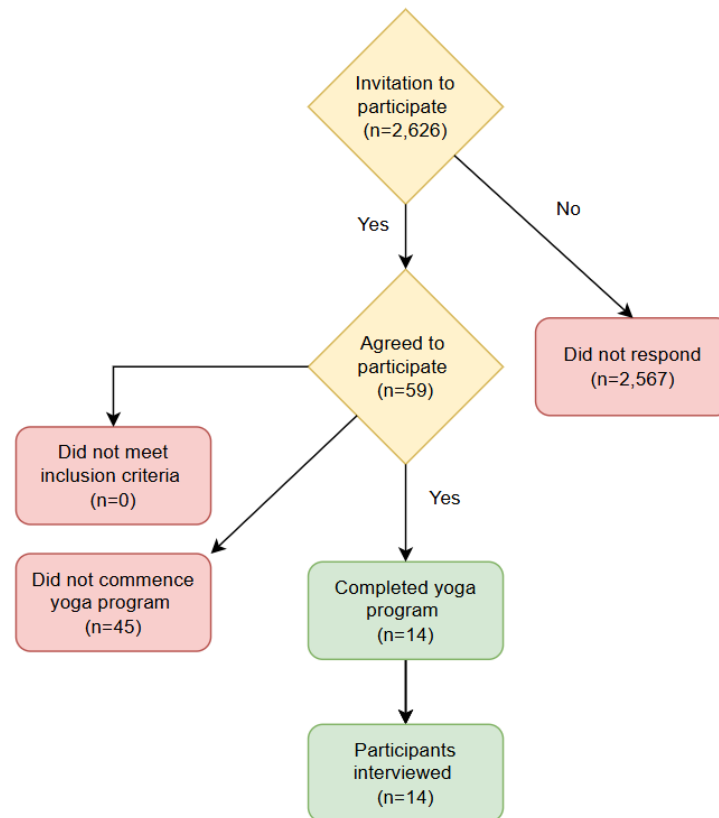 Invitation to
participate
(n=2,626)
Yes
No
Agreed to
participate
(n=59)
Did not respond
(n=2,567)
Did not meet
inclusion criteria
(n=0)
Yes
Did not commence
yoga program
(n=45)
Completed yoga
program
(n=14)
Participants
interviewed
(n=14)